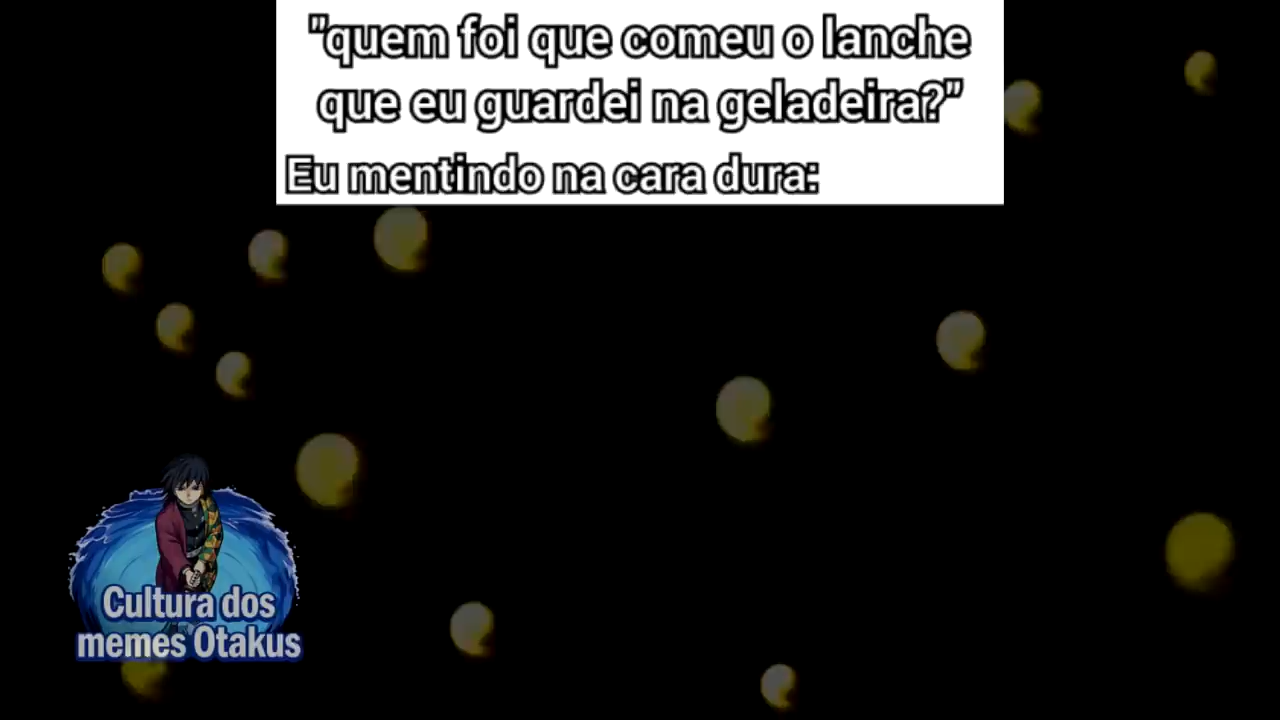 "quem foi que comeu o lanche
que eu guardei na geladeira?"
Eu mentindo na cara dura:
Cultura dos
memes Otakus